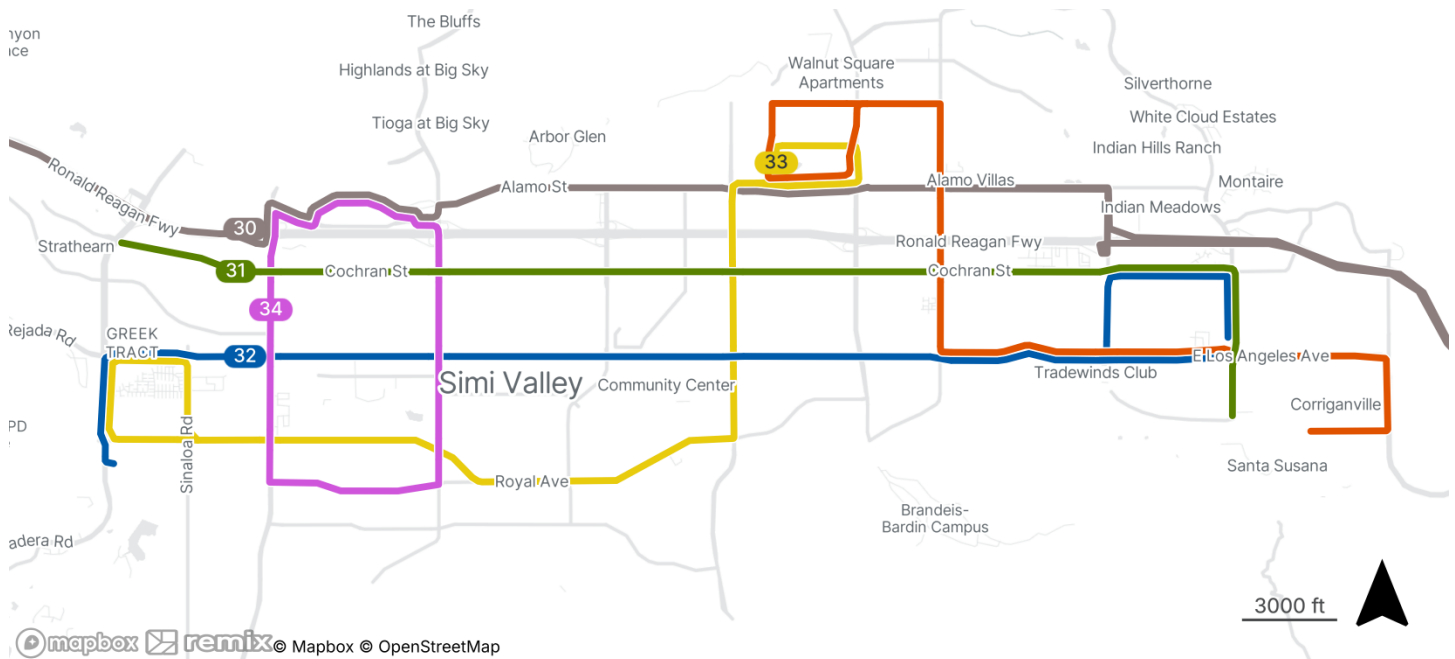 The Bluffs
nyon
ace
Highlands at Big Sky
Walnut Square
Apartments
Silverthorne
Tioga at Big Sky
Arbor Glen
White Cloud Estates
Indian Hills Ranch
33
Ronald Reagan Fwy
Alamo St
Alamo Villas
Montaire
Indian Meadows
30
Strathearn
Ronald Reagan Fwy
31
Cochran St
Cochran St
34
Rejada Rd
GREEK
TRACT
32
E Los Angeles Ave
Simi Valley
Community Center
Tradewinds Club
Corriganville
PD
Sinaloa Rd
Royal Ave
Santa Susana
Brandeis-
Bardin Campus
adera Rd
3000 ft
mapbox remix © Mapbox © OpenStreetMap